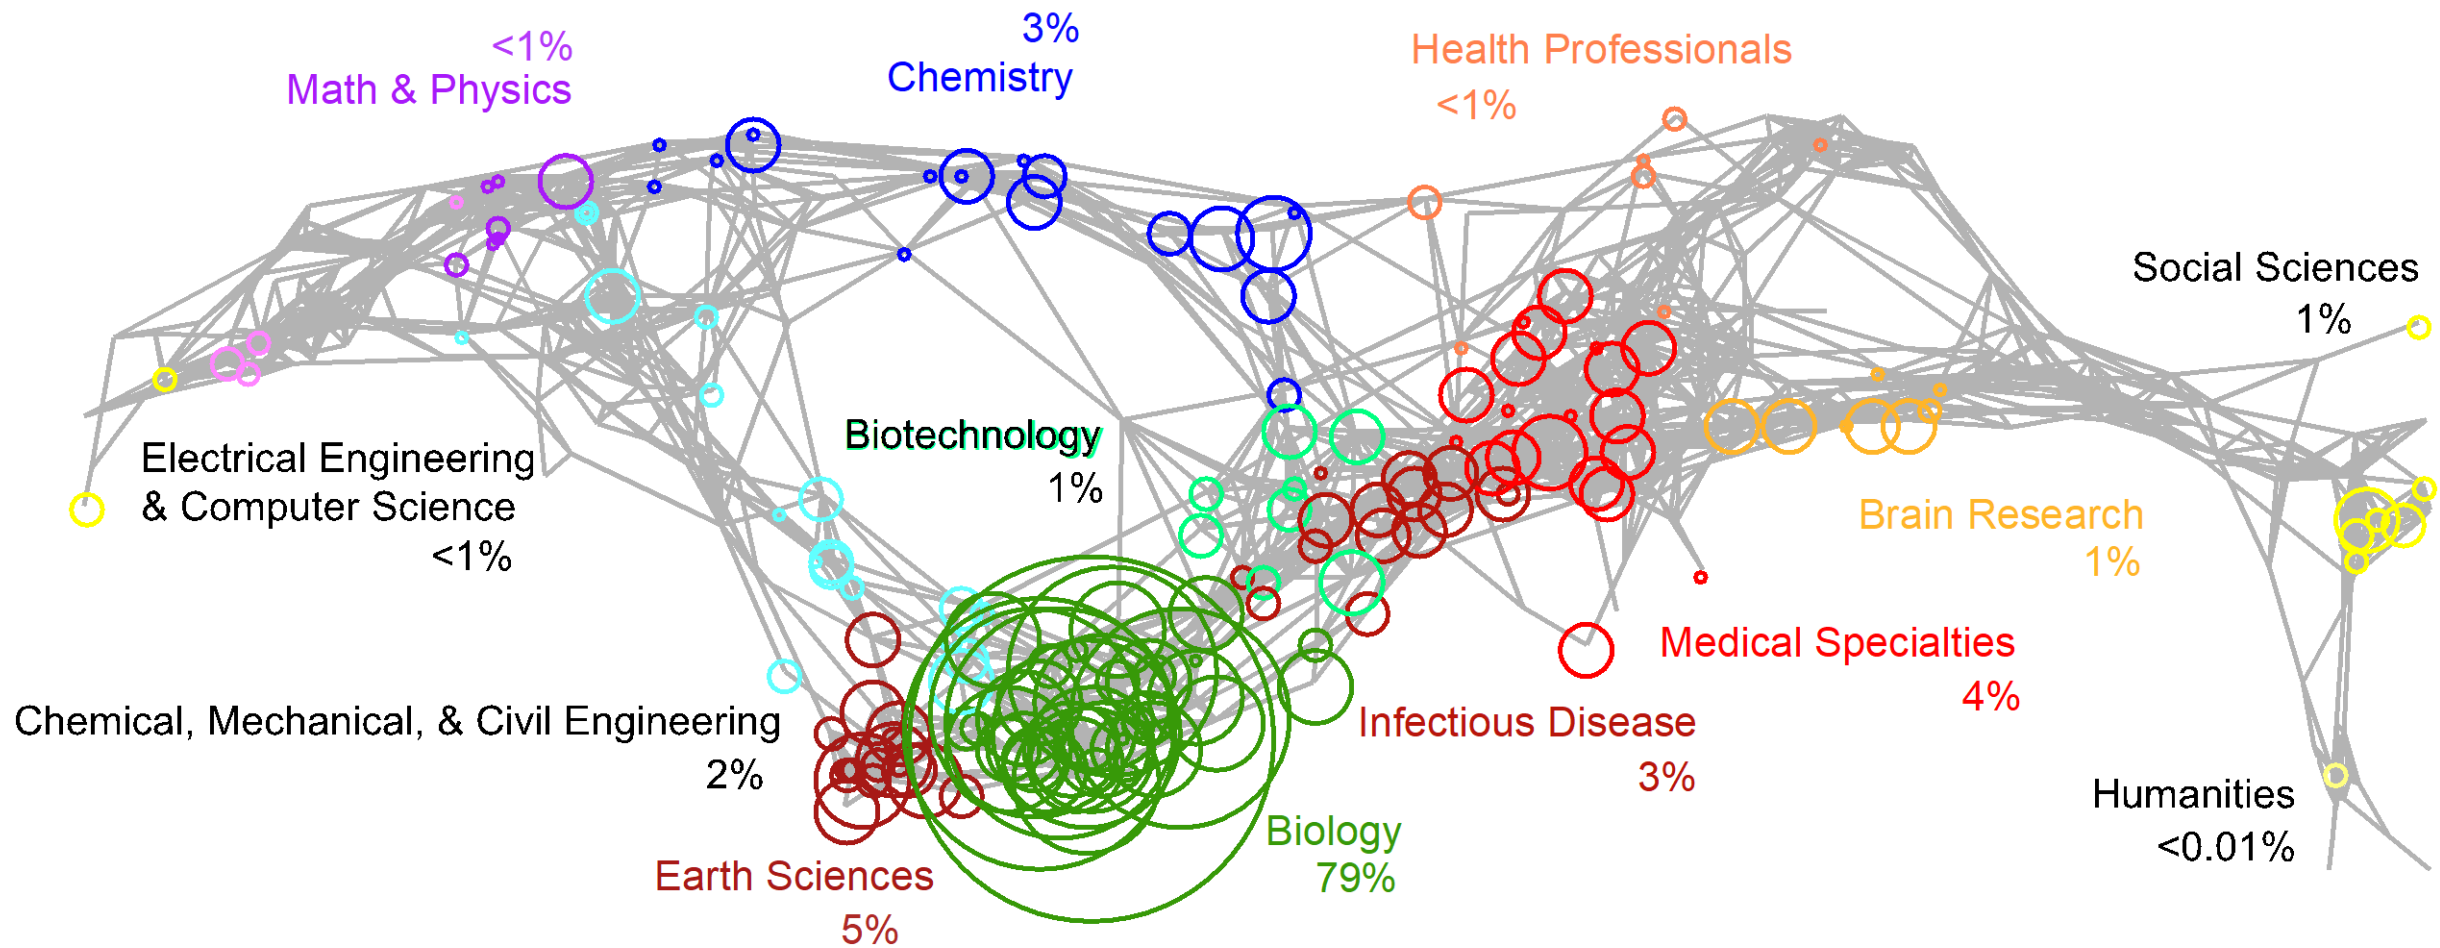 <1%
Math & Physics
3%
Chemistry
Health Professionals
<1%
Social Sciences
1%
Electrical Engineering
& Computer Science
<1%
Biotechnology
1%
Brain Research
1%
Medical Specialties
4%
Chemical, Mechanical, & Civil Engineering
2%
Infectious Disease
3%
Humanities
<0.01%
Biology
79%
Earth Sciences
5%